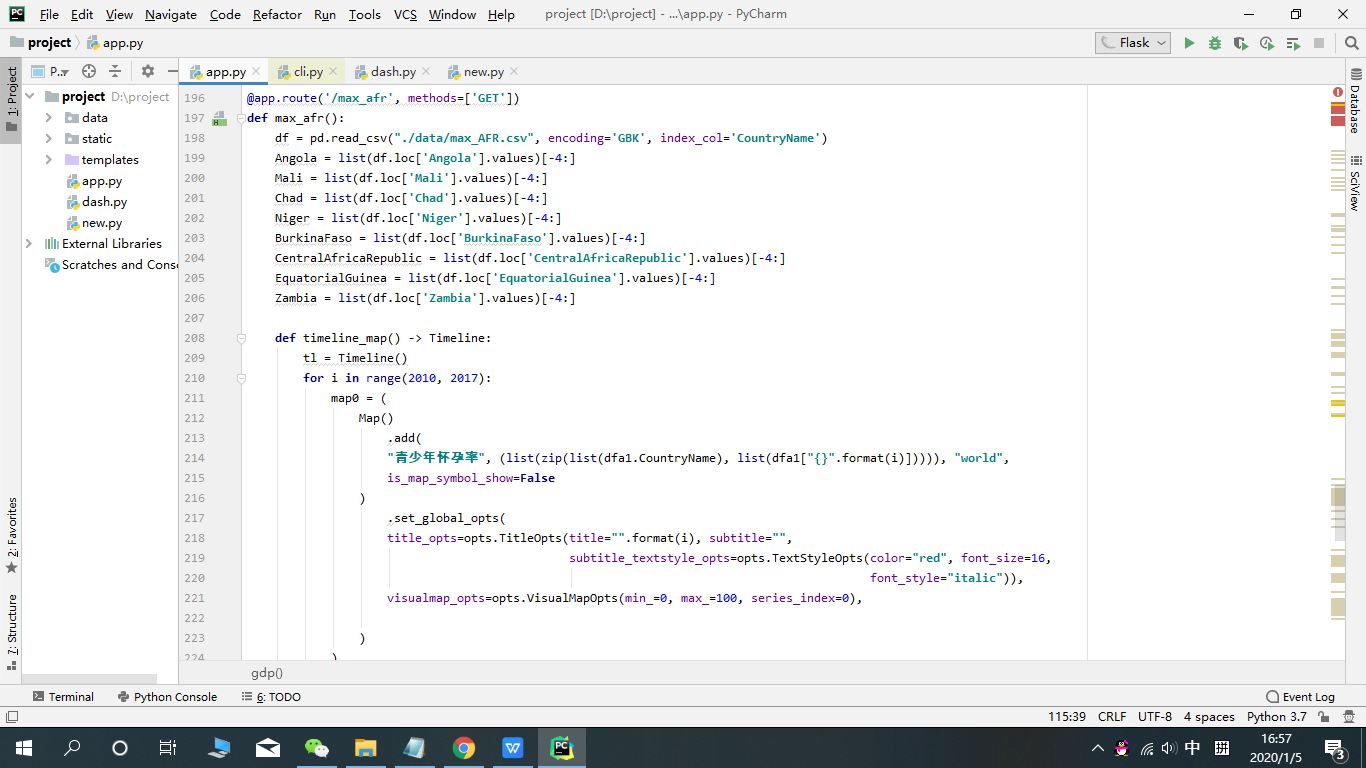 File Edit View Navigate Code Refactor Run Tools VCS Window Help project [D:\project] - ...\app.py - PyCharm
project app.py Flask
1: Project P.. app.py cli.py dash.py new.py
project D:\project
data
static
templates
app.py
dash.py
new.py
External Libraries
Scratches and Conso
2: Favorites
7: Structure
196 @app.route('/max_afr', methods=['GET'])
197 def max_afr():
198 df = pd.read_csv("./data/max_AFR.csv", encoding='GBK', index_col='CountryName')
199 Angola = list(df.loc['Angola'].values)[-4:]
200 Mali = list(df.loc['Mali'].values)[-4:]
201 Chad = list(df.loc['Chad'].values)[-4:]
202 Niger = list(df.loc['Niger'].values)[-4:]
203 BurkinaFaso = list(df.loc['BurkinaFaso'].values)[-4:]
204 CentralAfricaRepublic = list(df.loc['CentralAfricaRepublic'].values)[-4:]
205 EquatorialGuinea = list(df.loc['EquatorialGuinea'].values)[-4:]
206 Zambia = list(df.loc['Zambia'].values)[-4:]
207
208 def timeline_map() -> Timeline:
209 tl = Timeline()
210 for i in range(2010, 2017):
211 map0 = (
212 Map()
213 .add(
214 "青少年怀孕率", (list(zip(list(dfa1.CountryName), list(dfa1["{}".format(i)])))), "world",
215 is_map_symbol_show=False
216 )
217 .set_global_opts(
218 title_opts=opts.TitleOpts(title="".format(i), subtitle="",
219 subtitle_textstyle_opts=opts.TextStyleOpts(color="red", font_size=16,
220 font_style="italic")),
221 visualmap_opts=opts.VisualMapOpts(min_=0, max_=100, series_index=0),
222
223 )
224 )
gdp()
Database
SciView
Terminal Python Console 6: TODO Event Log
115:39 CRLF UTF-8 4 spaces Python 3.7
中 拼 16:57
2020/1/5 3